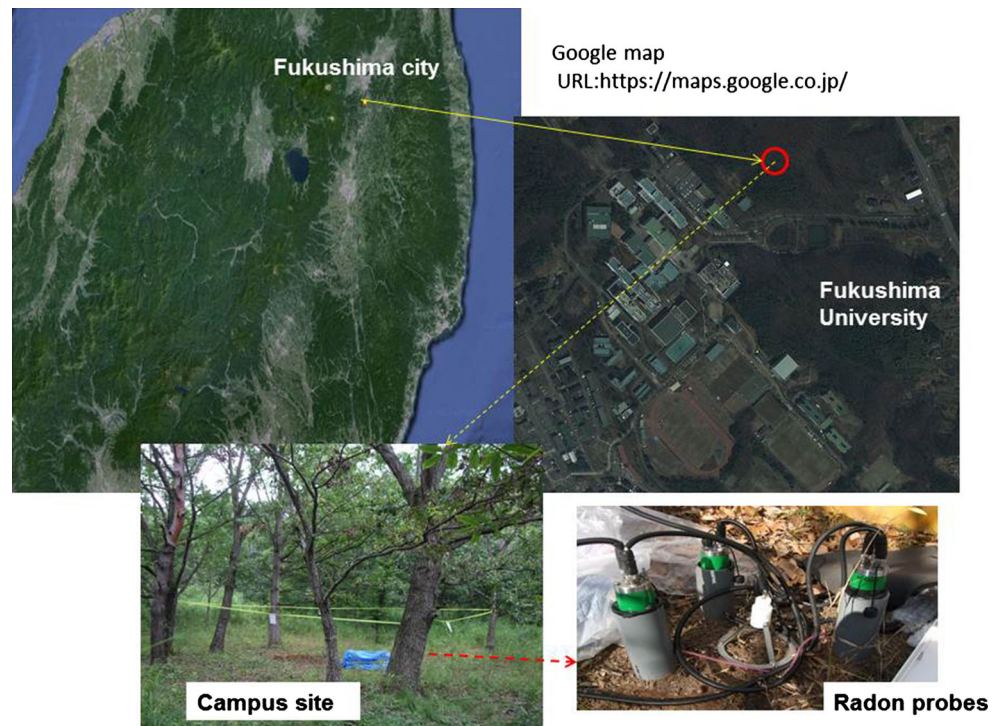 Fukushima city
Google map
URL:https://maps.google.co.jp/
Fukushima
University
Campus site
Radon probes